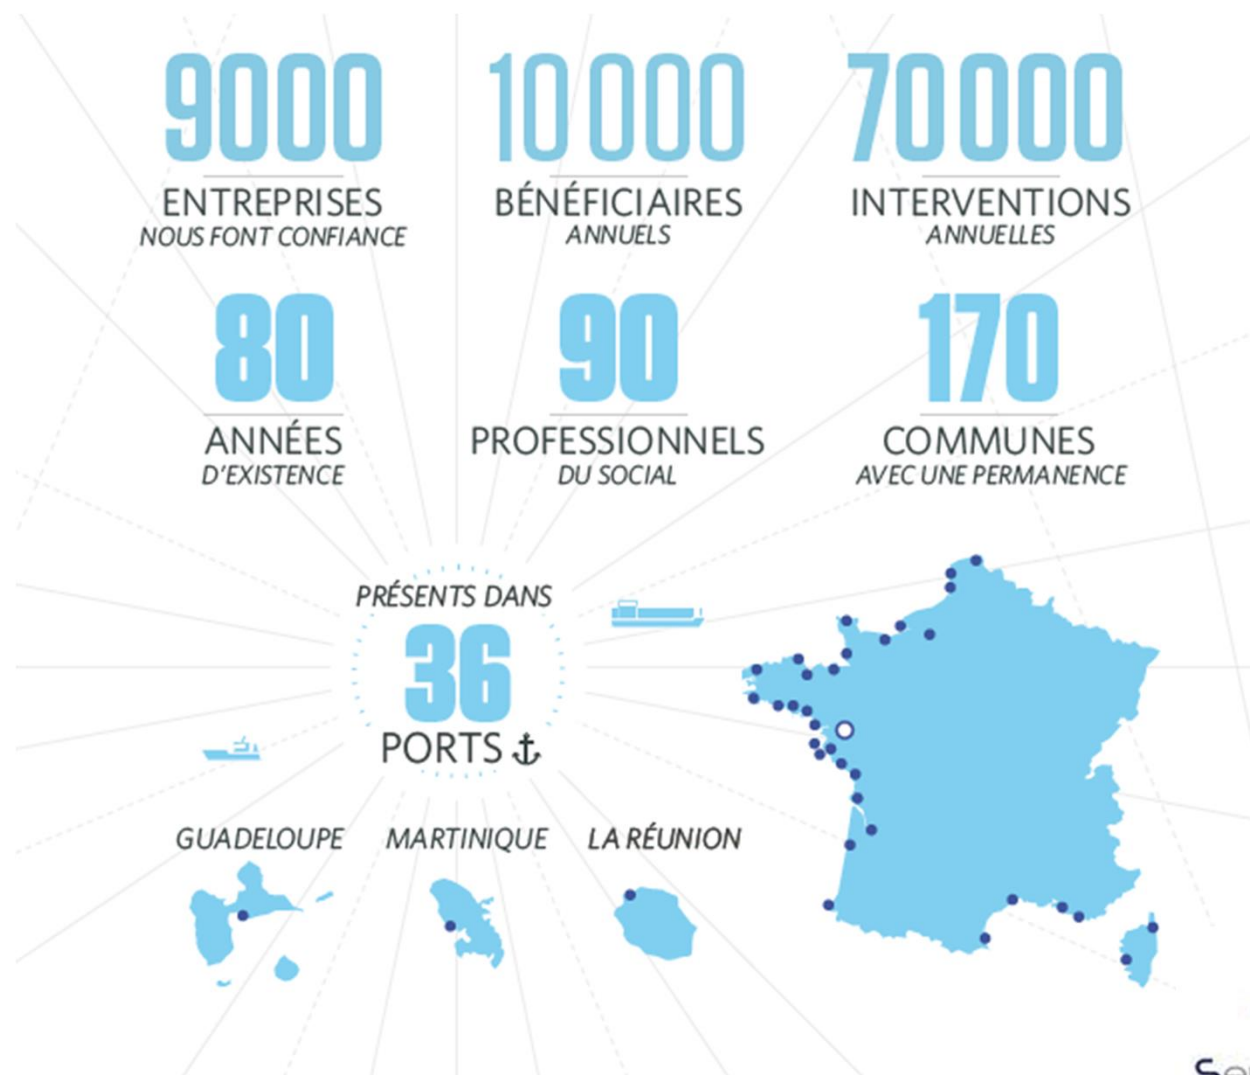 9000
ENTREPRISES
NOUS FONT CONFIANCE
10 000
BÉNÉFICIAIRES
ANNUELS
70 000
INTERVENTIONS
ANNUELLES
80
ANNÉES
D'EXISTENCE
90
PROFESSIONNELS
DU SOCIAL
170
COMMUNES
AVEC UNE PERMANENCE
PRÉSENTS DANS
36
PORTS
GUADELOUPE
MARTINIQUE
LA RÉUNION